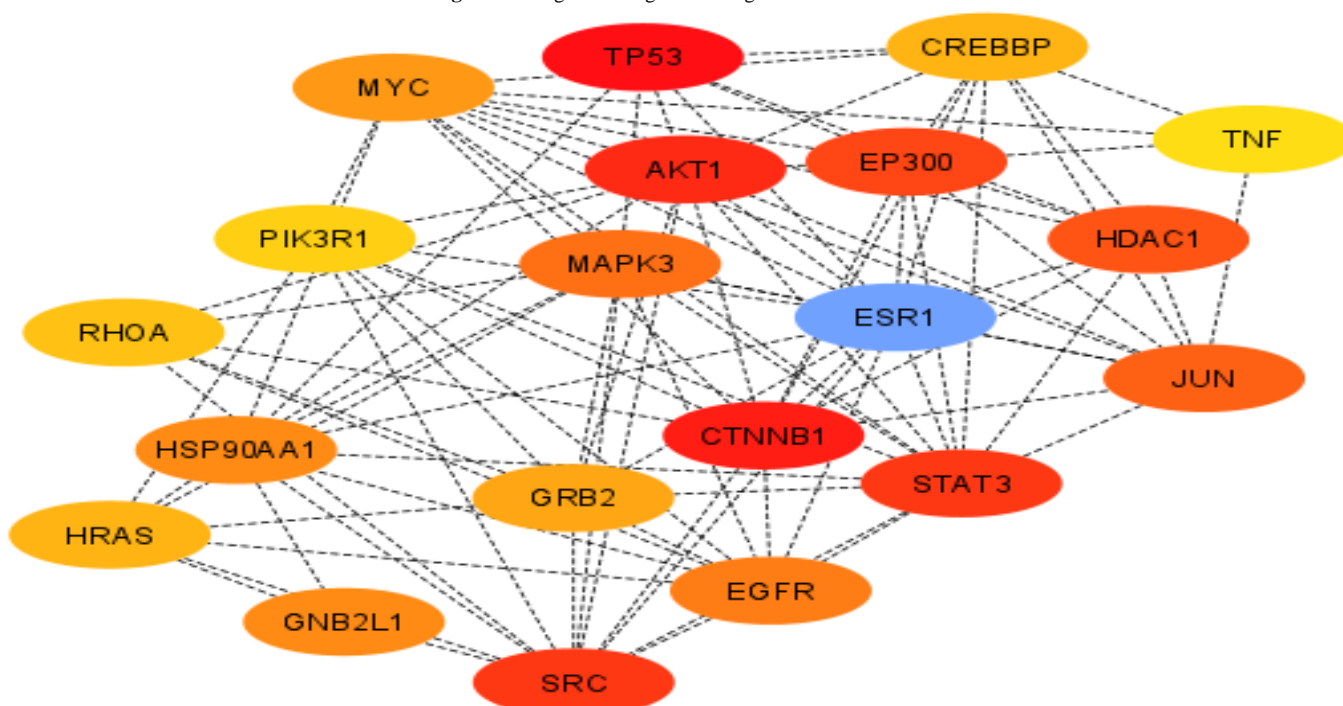 TP53
CREBBP
MYC
TNF
AKT1
EP300
PIK3R1
HDAC1
MAPK3
ESR1
RHOA
JUN
CTNNB1
HSP90AA1
STAT3
GRB2
HRAS
EGFR
GNB2L1
SRC